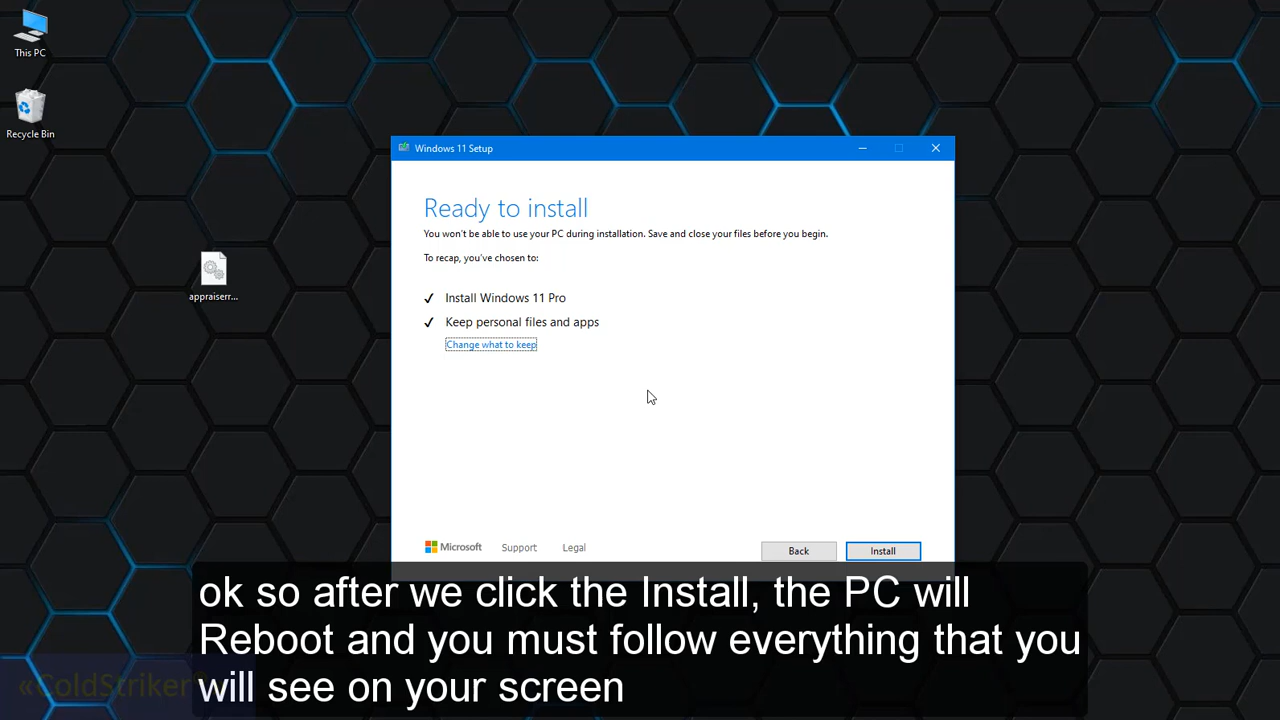 This PC
Recycle Bin
appraiserr...
Windows 11 Setup
Ready to install
You won't be able to use your PC during installation. Save and close your files before you begin.
To recap, you've chosen to:
✓ Install Windows 11 Pro
✓ Keep personal files and apps
Change what to keep
Microsoft Support Legal
Back Install
ok so after we click the Install, the PC will
Reboot and you must follow everything that you
will see on your screen
«ColdStriker